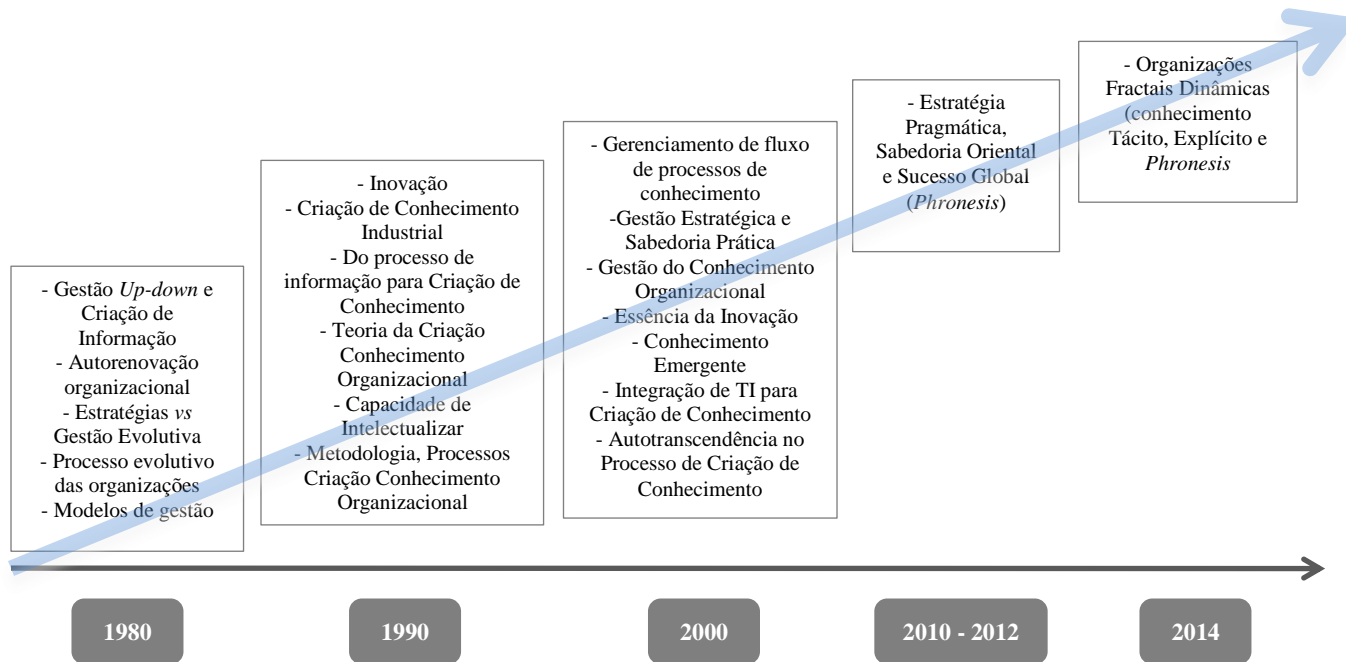 - Gestão Up-down e
Criação de
Informação
- Autorenovação
organizacional
- Estratégias vs
Gestão Evolutiva
- Processo evolutivo
das organizações
- Modelos de gestão
- Inovação
- Criação de Conhecimento
Industrial
- Do processo de
informação para Criação de
Conhecimento
- Teoria da Criação
Conhecimento
Organizacional
- Capacidade de
Intelectualizar
- Metodologia, Processos
Criação Conhecimento
Organizacional
- Gerenciamento de fluxo
de processos de
conhecimento
-Gestão Estratégica e
Sabedoria Prática
- Gestão do Conhecimento
Organizacional
- Essência da Inovação
- Conhecimento
Emergente
- Integração de TI para
Criação de Conhecimento
- Autotranscendência no
Processo de Criação de
Conhecimento
- Estratégia
Pragmática,
Sabedoria Oriental
e Sucesso Global
(Phronesis)
- Organizações
Fractais Dinâmicas
(conhecimento
Tácito, Explícito e
Phronesis
1980
1990
2000
2010 - 2012
2014